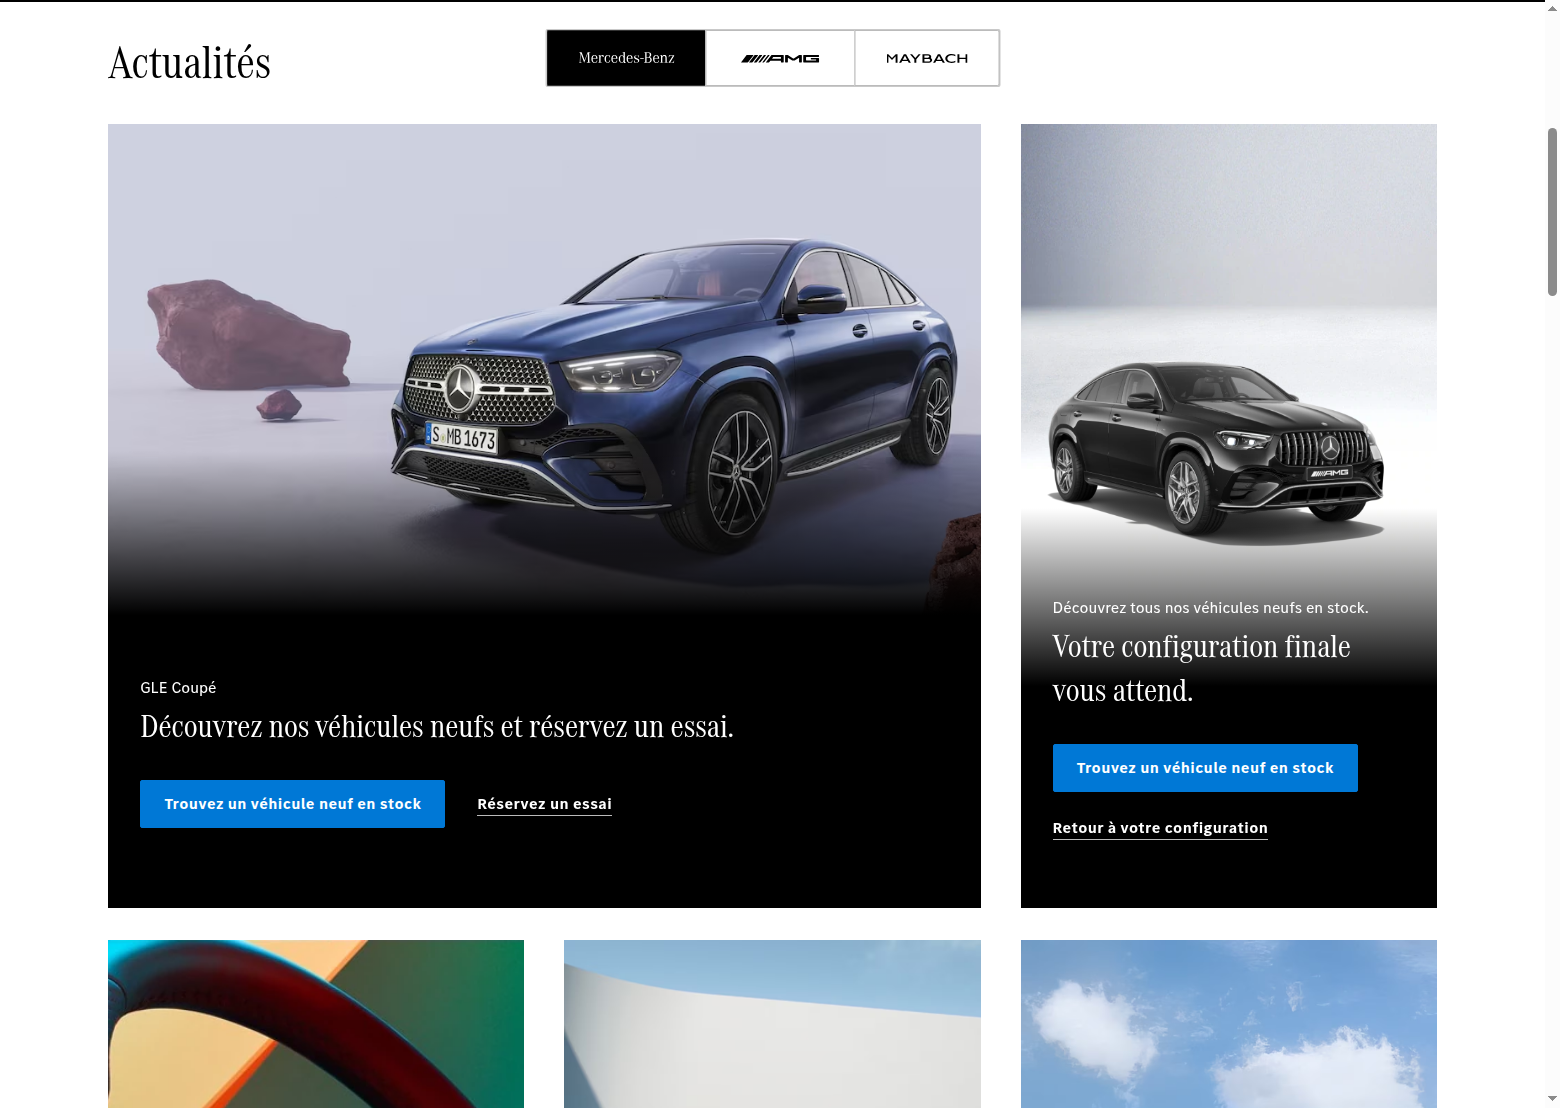 Actualités
Mercedes-Benz
AMG
MAYBACH
S MB 1673
AMG
GLE Coupé
Découvrez nos véhicules neufs et réservez un essai.
Trouvez un véhicule neuf en stock
Réservez un essai
Découvrez tous nos véhicules neufs en stock.
Votre configuration finale
vous attend.
Trouvez un véhicule neuf en stock
Retour à votre configuration